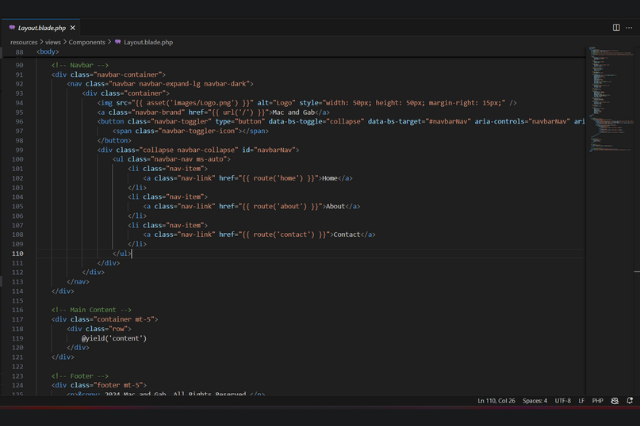 Layout.blade.php
resources > views > Components > Layout.blade.php
88 <body>
90 <!-- Navbar -->
91 <div class="navbar-container">
92 <nav class="navbar navbar-expand-lg navbar-dark">
93 <div class="container">
94 <img src="{{ asset('images/Logo.png') }}" alt="Logo" style="width: 50px; height: 50px; margin-right: 15px;" />
95 <a class="navbar-brand" href="{{ url('/') }}">Mac and Gab</a>
96 <button class="navbar-toggler" type="button" data-bs-toggle="collapse" data-bs-target="#navbarNav" aria-controls="navbarNav" ari
97 <span class="navbar-toggler-icon"></span>
98 </button>
99 <div class="collapse navbar-collapse" id="navbarNav">
100 <ul class="navbar-nav ms-auto">
101 <li class="nav-item">
102 <a class="nav-link" href="{{ route('home') }}">Home</a>
103 </li>
104 <li class="nav-item">
105 <a class="nav-link" href="{{ route('about') }}">About</a>
106 </li>
107 <li class="nav-item">
108 <a class="nav-link" href="{{ route('contact') }}">Contact</a>
109 </li>
110 </ul>
111 </div>
112 </div>
113 </nav>
114 </div>
115
116 <!-- Main Content -->
117 <div class="container mt-5">
118 <div class="row">
119 @yield('content')
120 </div>
121 </div>
122
123 <!-- Footer -->
124 <div class="footer mt-5">
125 <p>&copy; 2024 Mac and Gab. All Rights Reserved.</p>
Ln 110, Col 26 Spaces: 4 UTF-8 LF PHP